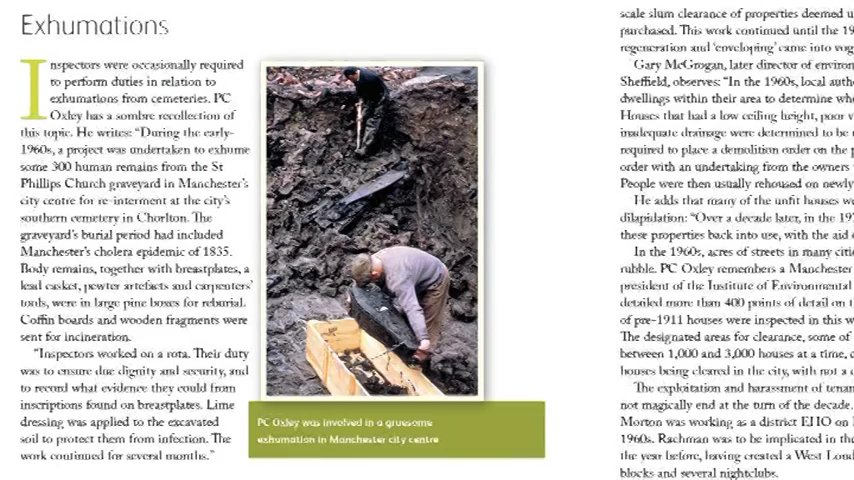 Exhumations
Inspectors were occasionally required
to perform duties in relation to
exhumations from cemeteries. PC
Oxley has a sombre recollection of
this topic. He writes: “During the early-
1960s, a project was undertaken to exhume
some 300 human remains from the St
Phillips Church graveyard in Manchester’s
city centre for re-interment at the city’s
southern cemetery in Chorlton. The
graveyard’s burial period had included
Manchester’s cholera epidemic of 1835.
Body remains, together with breastplates, a
lead casket, pewter artefacts and carpenters’
tools, were in large pine boxes for reburial.
Coffin boards and wooden fragments were
sent for incineration.
“Inspectors worked on a rota. Their duty
was to ensure due dignity and security, and
to record what evidence they could from
inscriptions found on breastplates. Lime
dressing was applied to the excavated
soil to protect them from infection. The
work continued for several months.”
PC Oxley was involved in a gruesome
exhumation in Manchester city centre
scale slum clearance of properties deemed u
purchased. This work continued until the 19
regeneration and ‘enveloping’ came into vog
Gary McGrogan, later director of environ
Sheffield, observes: “In the 1960s, local autho
dwellings within their area to determine whe
Houses that had a low ceiling height, poor v
inadequate drainage were determined to be u
required to place a demolition order on the
order with an undertaking from the owners
People were then usually rehoused on newly
He adds that many of the unfit houses we
dilapidation: “Over a decade later, in the 197
these properties back into use, with the aid o
In the 1960s, acres of streets in many citi
rubble. PC Oxley remembers a Manchester
president of the Institute of Environmental
detailed more than 400 points of detail on t
of pre-1911 houses were inspected in this w
The designated areas for clearance, some of
between 1,000 and 3,000 houses at a time, c
houses being cleared in the city, with not a c
The exploitation and harassment of tenan
not magically end at the turn of the decade.
Morton was working as a district EHO on
1960s. Rachman was to be implicated in the
the year before, having created a West Lond
blocks and several nightclubs.